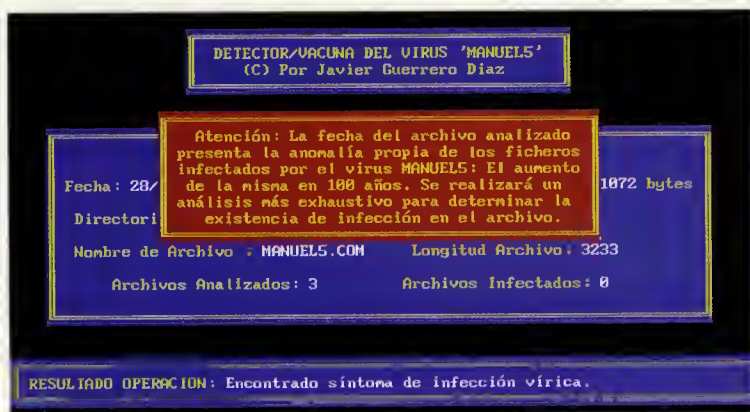 DETECTOR/VACUNA DEL VIRUS 'MANUEL5'
(C) Por Javier Guerrero Diaz
Atención: La fecha del archivo analizado
presenta la anomalía propia de los ficheros
infectados por el virus MANUEL5: El aumento
de la misma en 100 años. Se realizará un
análisis más exhaustivo para determinar la
existencia de infección en el archivo.
Fecha: 28/ 1072 bytes
Directori
Nombre de Archivo : MANUEL5.COM Longitud Archivo: 3233
Archivos Analizados: 3 Archivos Infectados: 0
RESULTADO OPERACION: Encontrado síntoma de infección vírica.